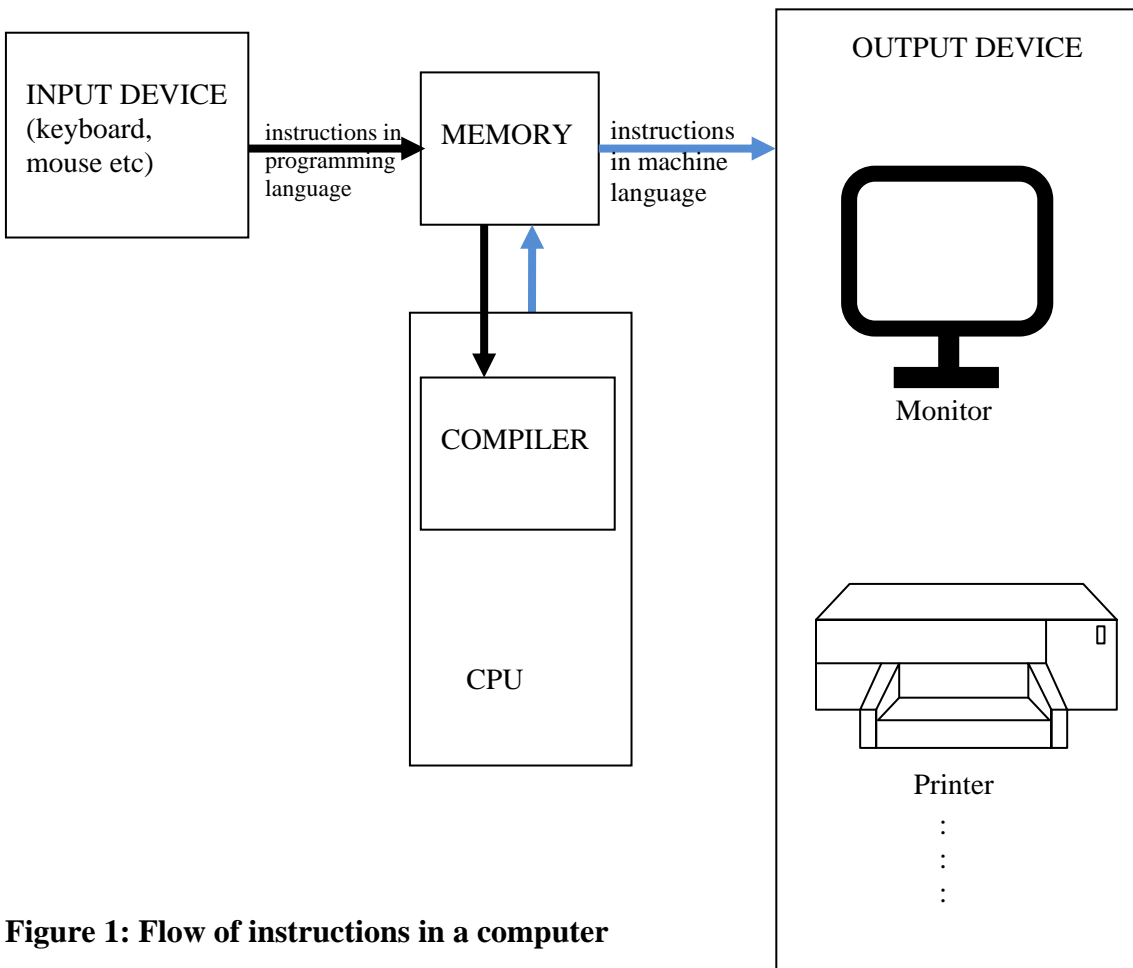 INPUT DEVICE
(keyboard,
mouse etc)
instructions in
programming
language
MEMORY
instructions
in machine
language
COMPILER
CPU
OUTPUT DEVICE
Monitor
Printer
:
:
:
Figure 1: Flow of instructions in a computer